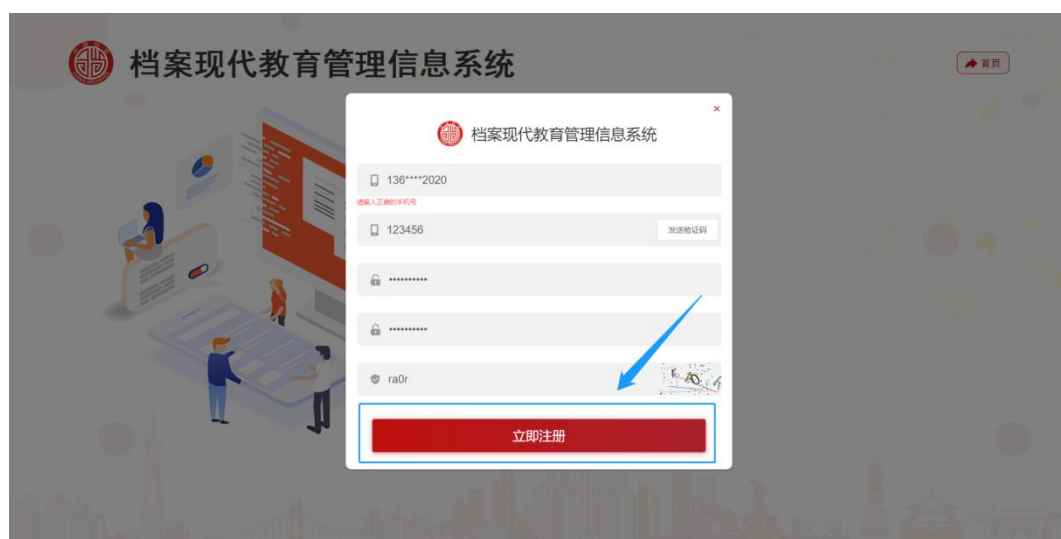 档案现代教育管理信息系统
首页
×
档案现代教育管理信息系统
136****2020
请输入正确的手机号
123456
发送验证码
••••••••••
••••••••••
ra0r
立即注册